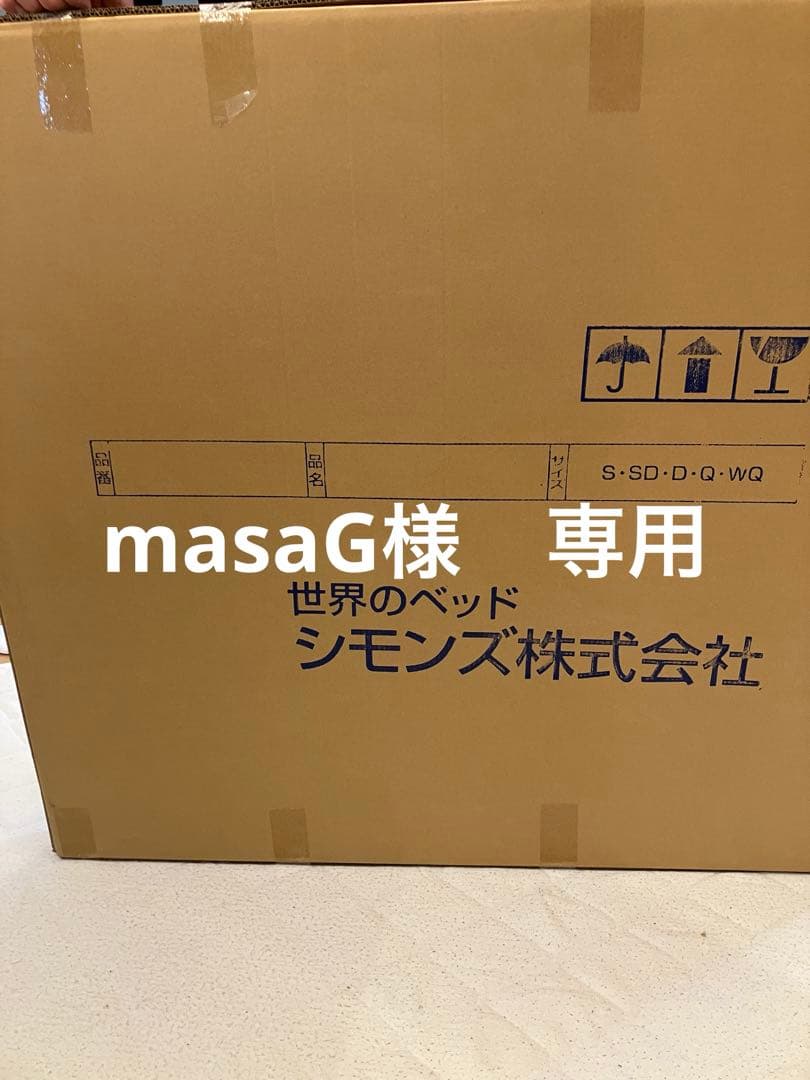 品番 品名 サイズ S・SD・D・Q・WQ
masaG様　専用
世界のベッド
シモンズ株式会社